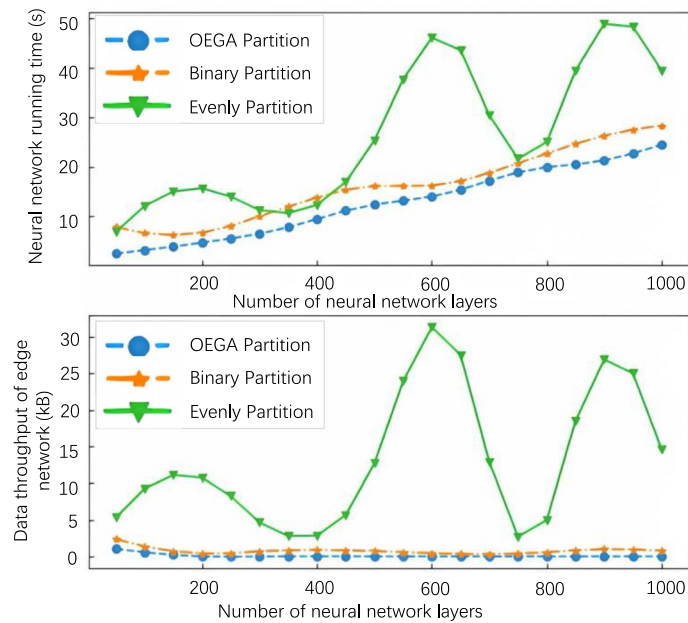 Neural network running time (s)
50
40
30
20
10
OEGA Partition
Binary Partition
Evenly Partition
200
400
600
800
1000
Number of neural network layers
Data throughput of edge
network (kB)
30
25
20
15
10
5
0
OEGA Partition
Binary Partition
Evenly Partition
200
400
600
800
1000
Number of neural network layers